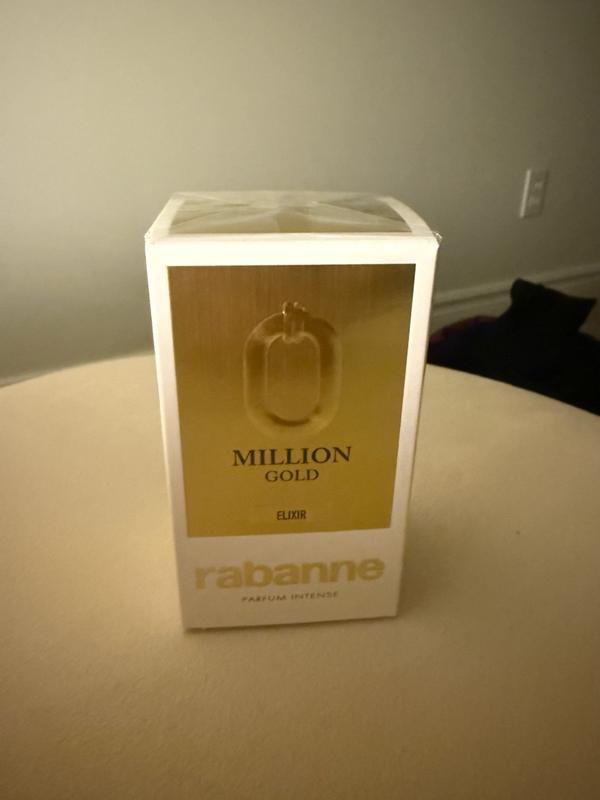 MILLION
GOLD
ELIXIR
rabanne
PARFUM INTENSE